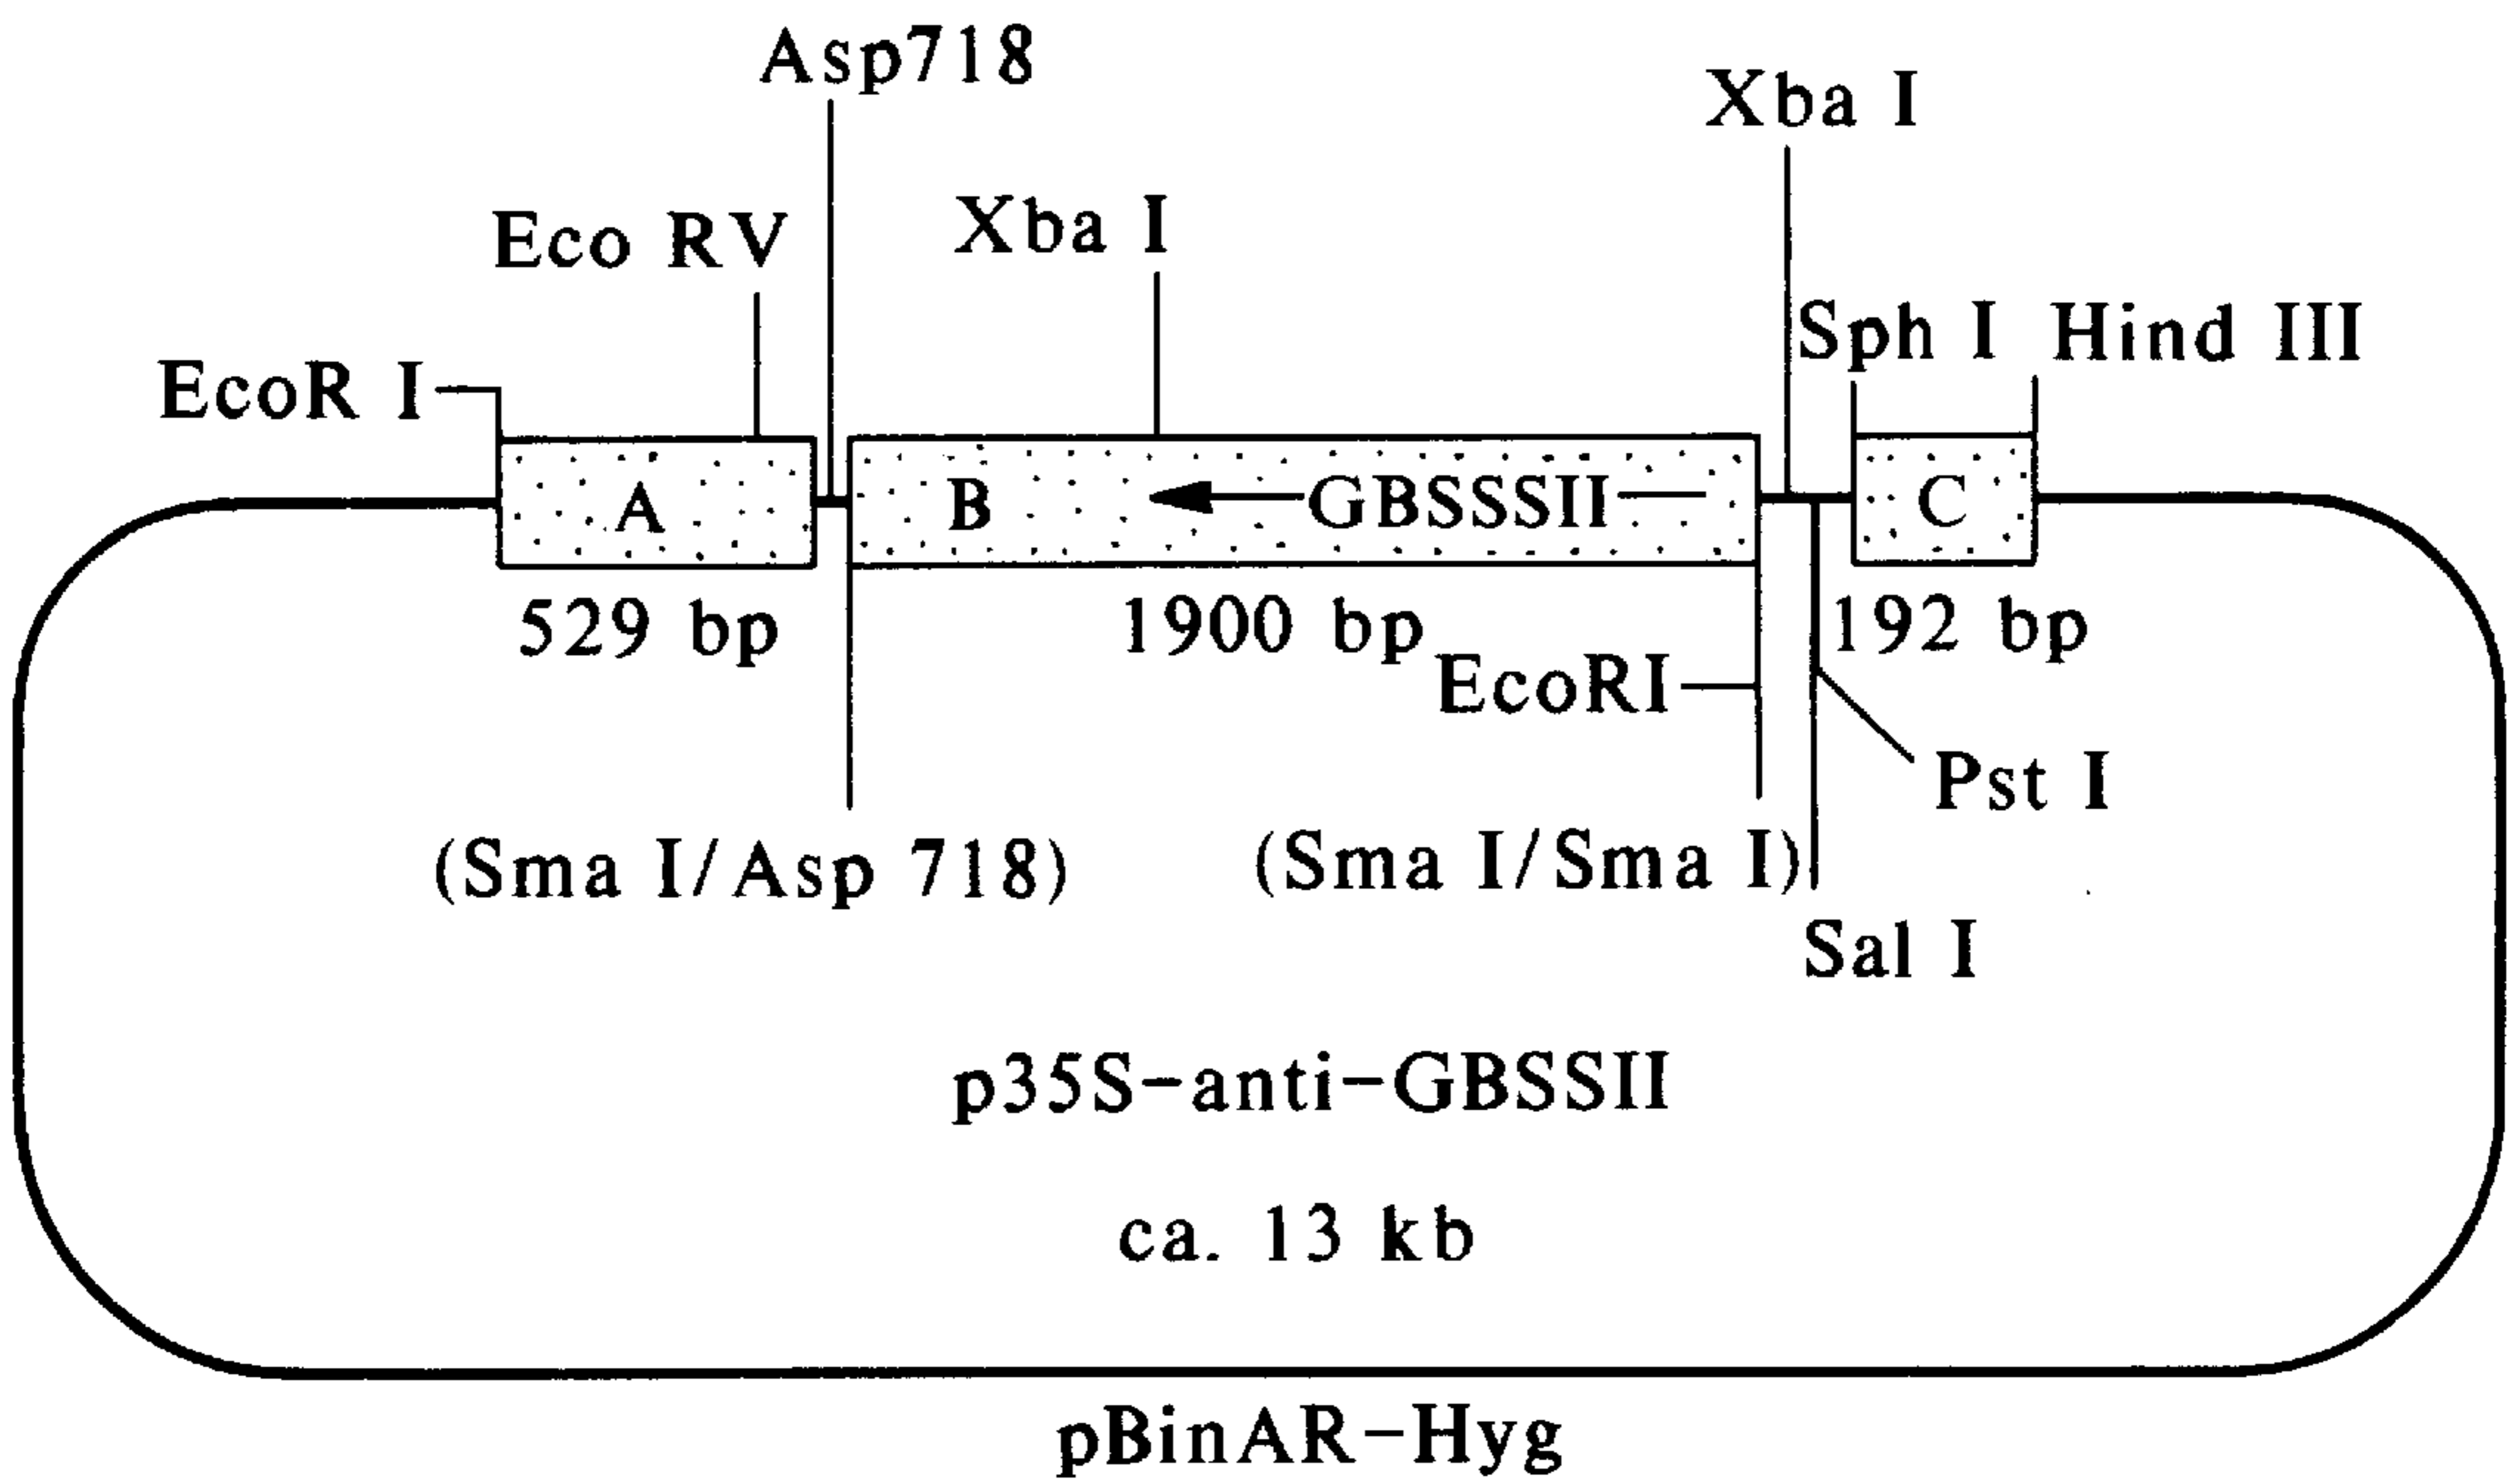 Asp718
Xba I
Eco RV
Xba I
Sph I
Hind III
EcoR I
A
B
GBSSSII
C
529 bp
1900 bp
192 bp
EcoRI
Pst I
(Sma I/Asp 718)
(Sma I/Sma I)
Sal I
p35S-anti-GBSSII
ca. 13 kb
pBinAR-Hyg